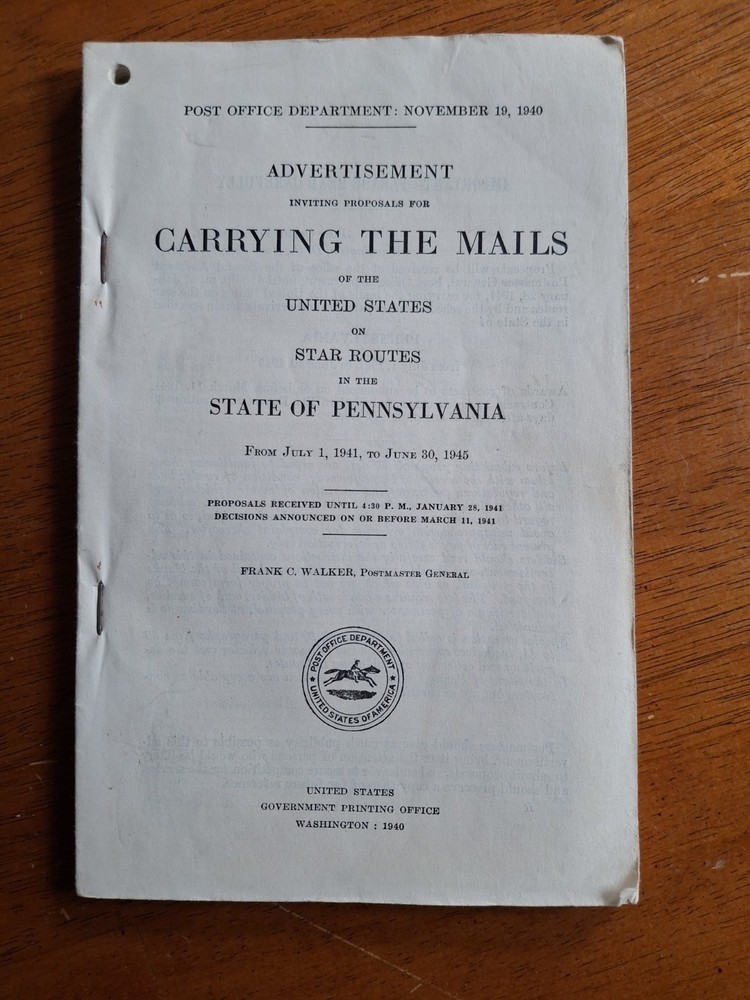 POST OFFICE DEPARTMENT: NOVEMBER 19, 1940
ADVERTISEMENT
INVITING PROPOSALS FOR
CARRYING THE MAILS
OF THE
UNITED STATES
ON
STAR ROUTES
IN THE
STATE OF PENNSYLVANIA
FROM JULY 1, 1941, TO JUNE 30, 1945
PROPOSALS RECEIVED UNTIL 4:30 P. M., JANUARY 28, 1941
DECISIONS ANNOUNCED ON OR BEFORE MARCH 11, 1941
FRANK C. WALKER, POSTMASTER GENERAL
POST OFFICE DEPARTMENT
UNITED STATES OF AMERICA
UNITED STATES
GOVERNMENT PRINTING OFFICE
WASHINGTON : 1940